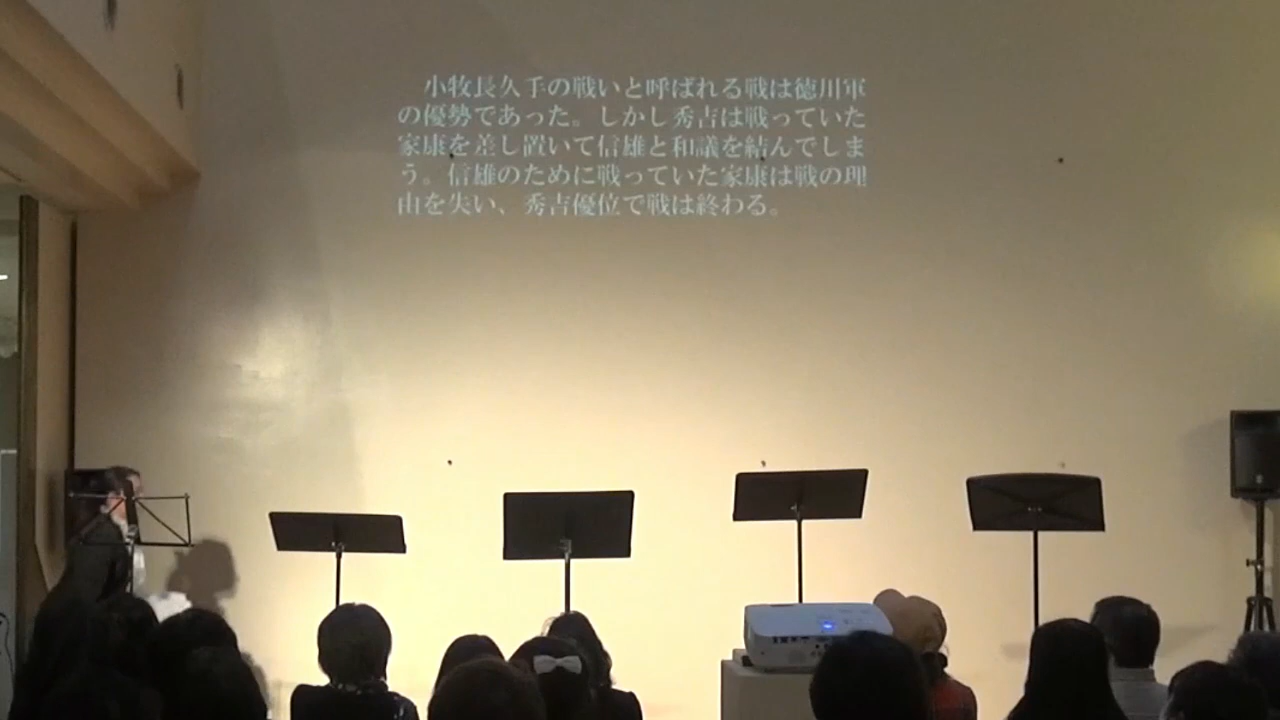 小牧長久手の戦いと呼ばれる戦は徳川軍
の優勢であった。しかし秀吉は戦っていた
家康を差し置いて信雄と和議を結んでしま
う。信雄のために戦っていた家康は戦の理
由を失い、秀吉優位で戦は終わる。